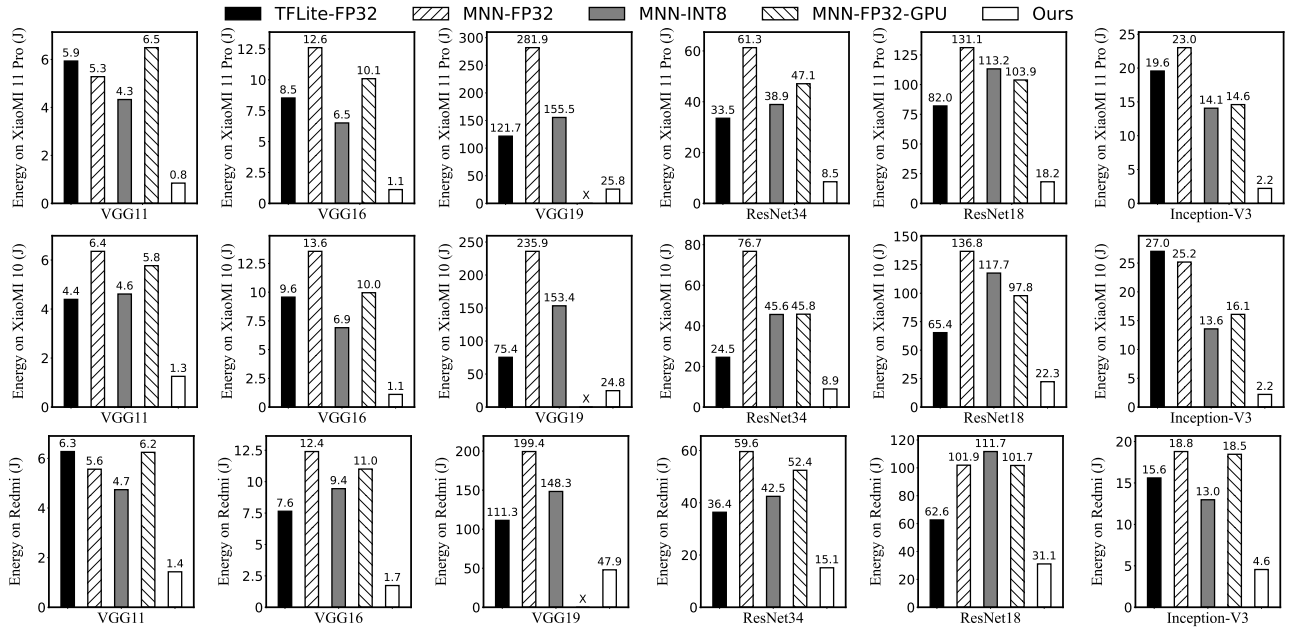 TFLite-FP32 MNN-FP32 MNN-INT8 MNN-FP32-GPU Ours
Energy on XiaoMI 11 Pro (J)
0 2 4 6
5.9 5.3 4.3 6.5 0.8
VGG11
Energy on XiaoMI 11 Pro (J)
0.0 2.5 5.0 7.5 10.0 12.5
8.5 12.6 6.5 10.1 1.1
VGG16
Energy on XiaoMI 11 Pro (J)
0 50 100 150 200 250 300
121.7 281.9 155.5 X 25.8
VGG19
Energy on XiaoMI 11 Pro (J)
0 20 40 60
33.5 61.3 38.9 47.1 8.5
ResNet34
Energy on XiaoMI 11 Pro (J)
0 25 50 75 100 125
82.0 131.1 113.2 103.9 18.2
ResNet18
Energy on XiaoMI 11 Pro (J)
0 5 10 15 20 25
19.6 23.0 14.1 14.6 2.2
Inception-V3
Energy on XiaoMI 10 (J)
0 2 4 6
4.4 6.4 4.6 5.8 1.3
VGG11
Energy on XiaoMI 10 (J)
0.0 2.5 5.0 7.5 10.0 12.5
9.6 13.6 6.9 10.0 1.1
VGG16
Energy on XiaoMI 10 (J)
0 50 100 150 200 250
75.4 235.9 153.4 X 24.8
VGG19
Energy on XiaoMI 10 (J)
0 20 40 60 80
24.5 76.7 45.6 45.8 8.9
ResNet34
Energy on XiaoMI 10 (J)
0 25 50 75 100 125 150
65.4 136.8 117.7 97.8 22.3
ResNet18
Energy on XiaoMI 10 (J)
0 5 10 15 20 25
27.0 25.2 13.6 16.1 2.2
Inception-V3
Energy on Redmi (J)
0 2 4 6
6.3 5.6 4.7 6.2 1.4
VGG11
Energy on Redmi (J)
0.0 2.5 5.0 7.5 10.0 12.5
7.6 12.4 9.4 11.0 1.7
VGG16
Energy on Redmi (J)
0 50 100 150 200
111.3 199.4 148.3 X 47.9
VGG19
Energy on Redmi (J)
0 20 40 60
36.4 59.6 42.5 52.4 15.1
ResNet34
Energy on Redmi (J)
0 20 40 60 80 100 120
62.6 101.9 111.7 101.7 31.1
ResNet18
Energy on Redmi (J)
0 5 10 15 20
15.6 18.8 13.0 18.5 4.6
Inception-V3